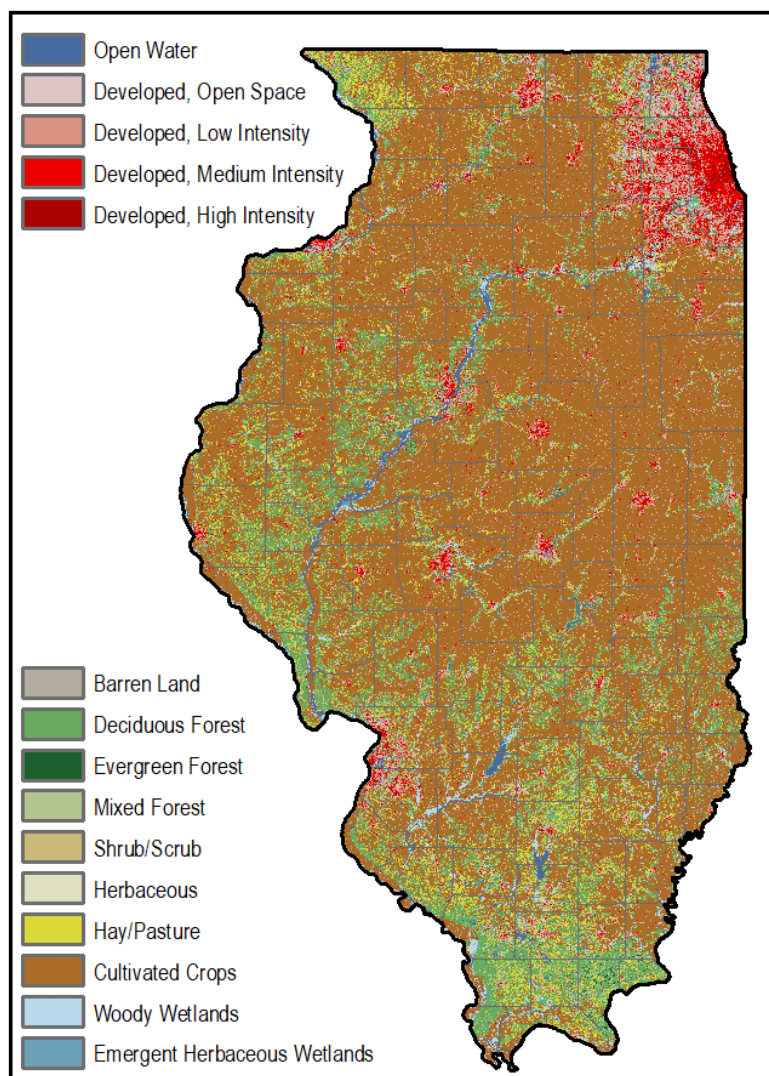 Open Water
Developed, Open Space
Developed, Low Intensity
Developed, Medium Intensity
Developed, High Intensity
Barren Land
Deciduous Forest
Evergreen Forest
Mixed Forest
Shrub/Scrub
Herbaceous
Hay/Pasture
Cultivated Crops
Woody Wetlands
Emergent Herbaceous Wetlands